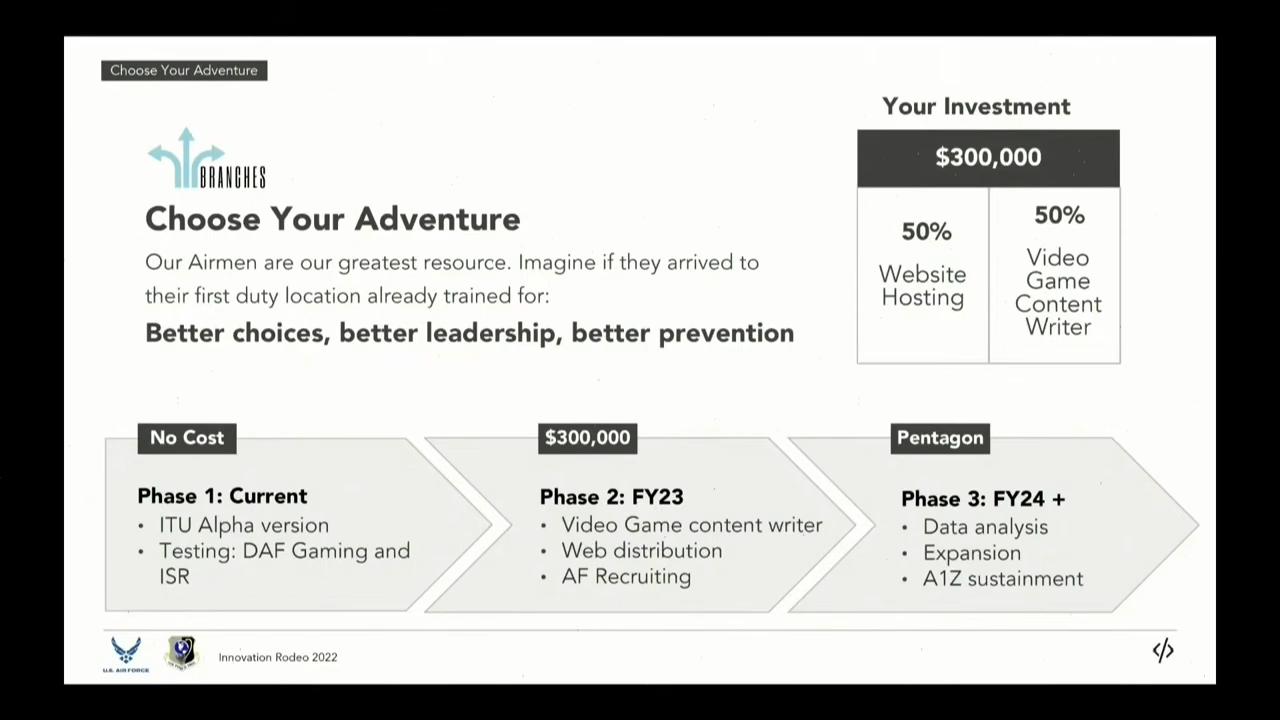 Choose Your Adventure
BRANCHES
Choose Your Adventure
Our Airmen are our greatest resource. Imagine if they arrived to
their first duty location already trained for:
Better choices, better leadership, better prevention
Your Investment
$300,000
50%
Website
Hosting
50%
Video
Game
Content
Writer
No Cost
Phase 1: Current
• ITU Alpha version
• Testing: DAF Gaming and
ISR
$300,000
Phase 2: FY23
• Video Game content writer
• Web distribution
• AF Recruiting
Pentagon
Phase 3: FY24 +
• Data analysis
• Expansion
• A1Z sustainment
U.S. AIR FORCE
Innovation Rodeo 2022
</>